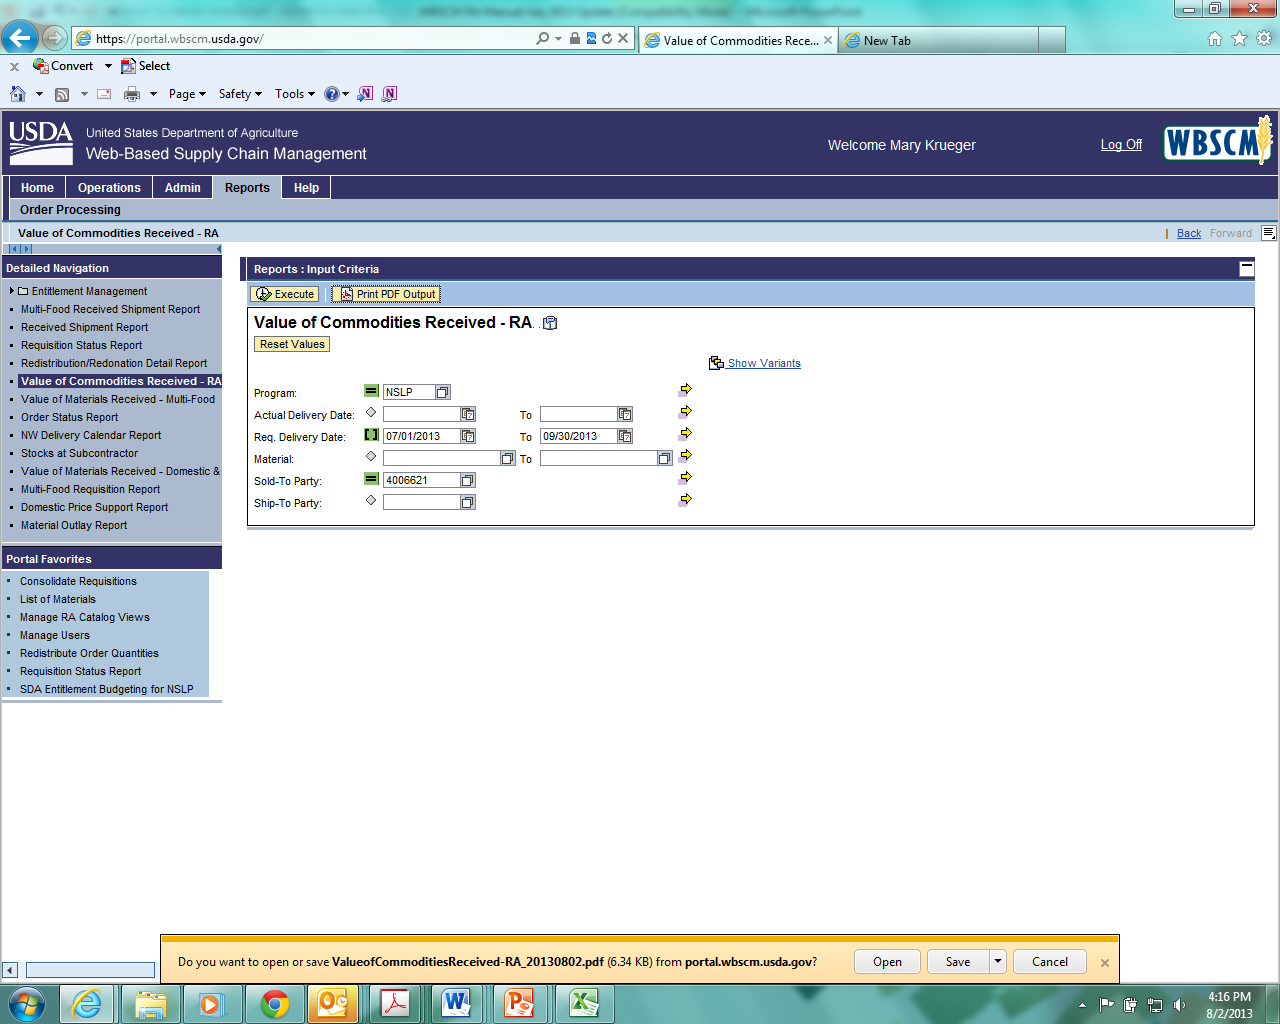 https://portal.wbscm.usda.gov/
Value of Commodities Rece...
New Tab
x Convert Select
Page Safety Tools
USDA United States Department of Agriculture
Web-Based Supply Chain Management
Welcome Mary Krueger
Log Off
WBSCM
Home Operations Admin Reports Help
Order Processing
Value of Commodities Received - RA
Back Forward
Detailed Navigation
Entitlement Management
Multi-Food Received Shipment Report
Received Shipment Report
Requisition Status Report
Redistribution/Redonation Detail Report
Value of Commodities Received - RA
Value of Materials Received - Multi-Food
Order Status Report
NW Delivery Calendar Report
Stocks at Subcontractor
Value of Materials Received - Domestic &
Multi-Food Requisition Report
Domestic Price Support Report
Material Outlay Report
Portal Favorites
Consolidate Requisitions
List of Materials
Manage RA Catalog Views
Manage Users
Redistribute Order Quantities
Requisition Status Report
SDA Entitlement Budgeting for NSLP
Reports : Input Criteria
Execute Print PDF Output
Value of Commodities Received - RA
Reset Values
Show Variants
Program: NSLP
Actual Delivery Date: To
Req. Delivery Date: 07/01/2013 To 09/30/2013
Material: To
Sold-To Party: 4006621
Ship-To Party:
Do you want to open or save ValueofCommoditiesReceived-RA_20130802.pdf (6.34 KB) from portal.wbscm.usda.gov?
Open Save Cancel
4:16 PM
8/2/2013